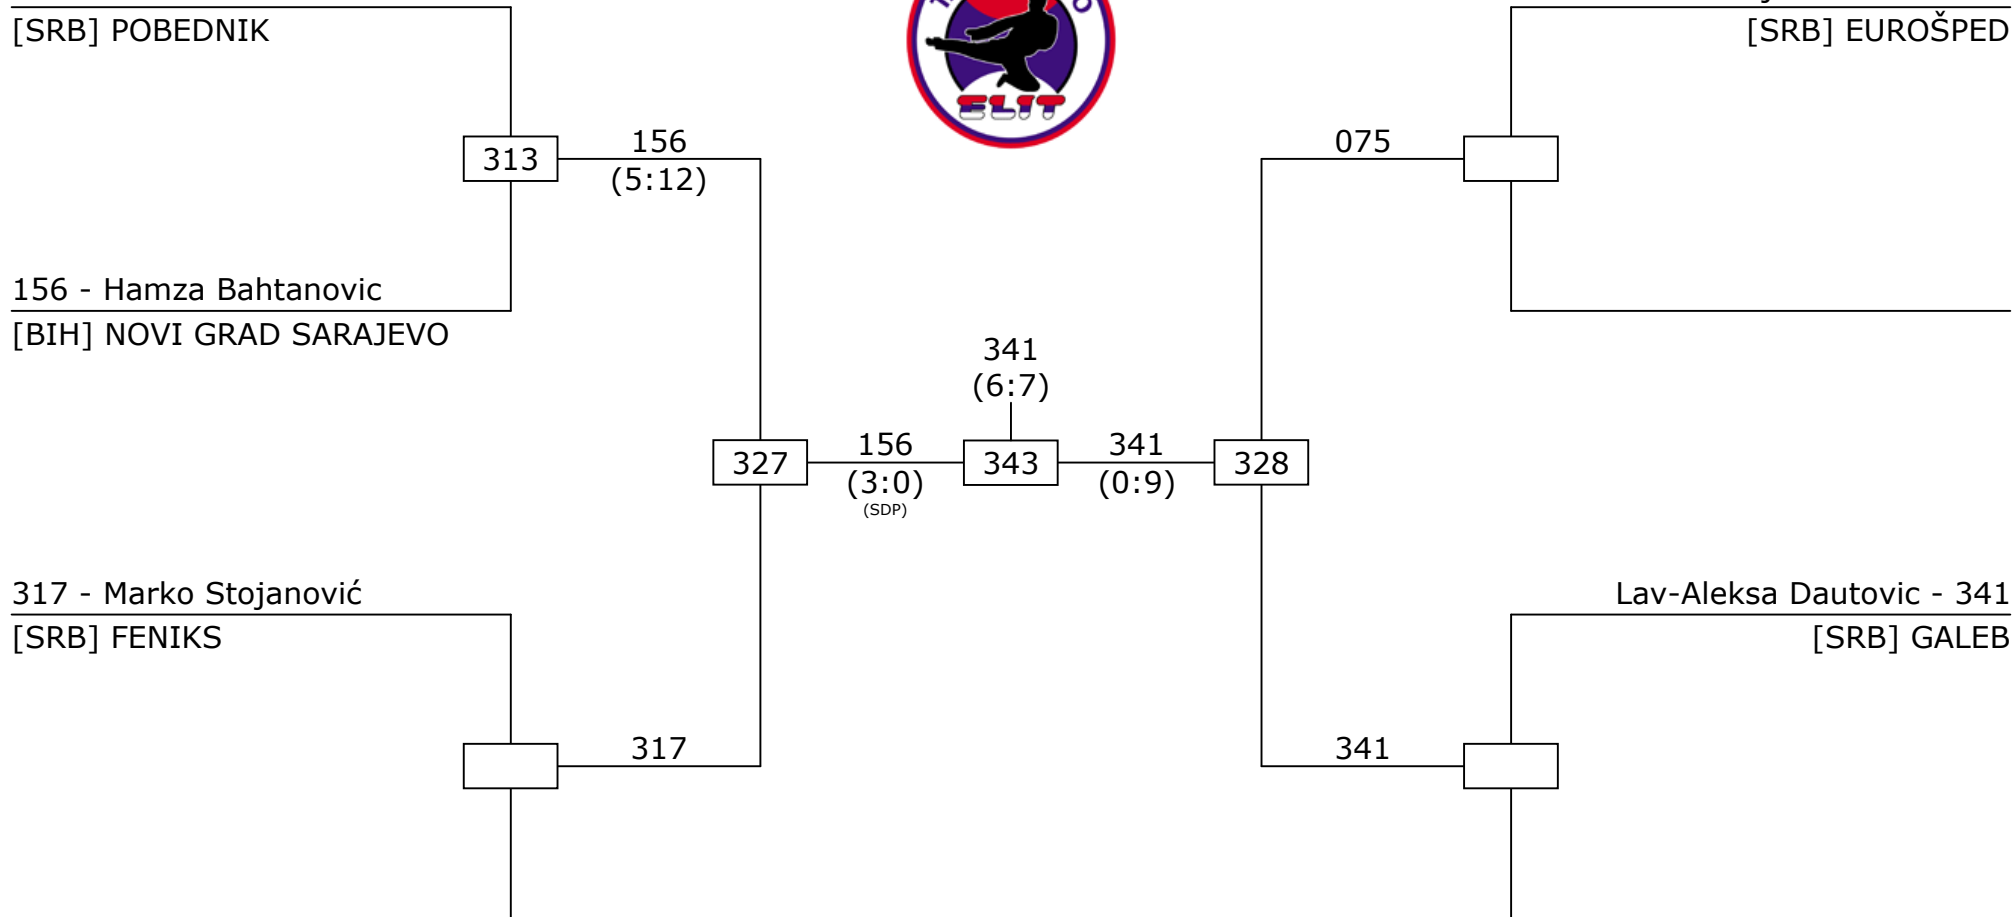 [SRB] POBEDNIK
[SRB] EUROŠPED
ELIT
313
156
(5:12)
075
156 - Hamza Bahtanovic
[BIH] NOVI GRAD SARAJEVO
341
(6:7)
327
156
(3:0)
(SDP)
343
341
(0:9)
328
317 - Marko Stojanović
[SRB] FENIKS
Lav-Aleksa Dautovic - 341
[SRB] GALEB
317
341